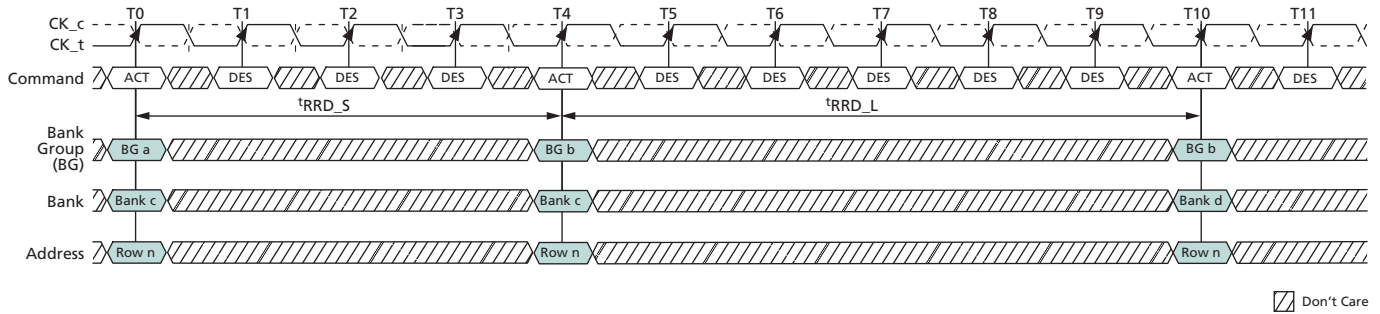 T0 T1 T2 T3 T4 T5 T6 T7 T8 T9 T10 T11
CK_c
CK_t
Command ACT DES DES DES ACT DES DES DES DES DES ACT DES
tRRD_S tRRD_L
Bank
Group
(BG)
BG a BG b BG b
Bank Bank c Bank c Bank d
Address Row n Row n Row n
Don't Care